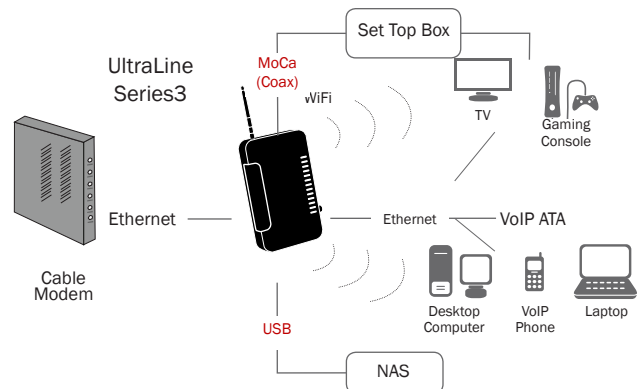 Set Top Box
UltraLine
Series3
MoCa
(Coax)
WiFi
TV
Gaming
Console
Ethernet
Ethernet
VoIP ATA
Cable
Modem
Desktop
Computer
VoIP
Phone
Laptop
USB
NAS